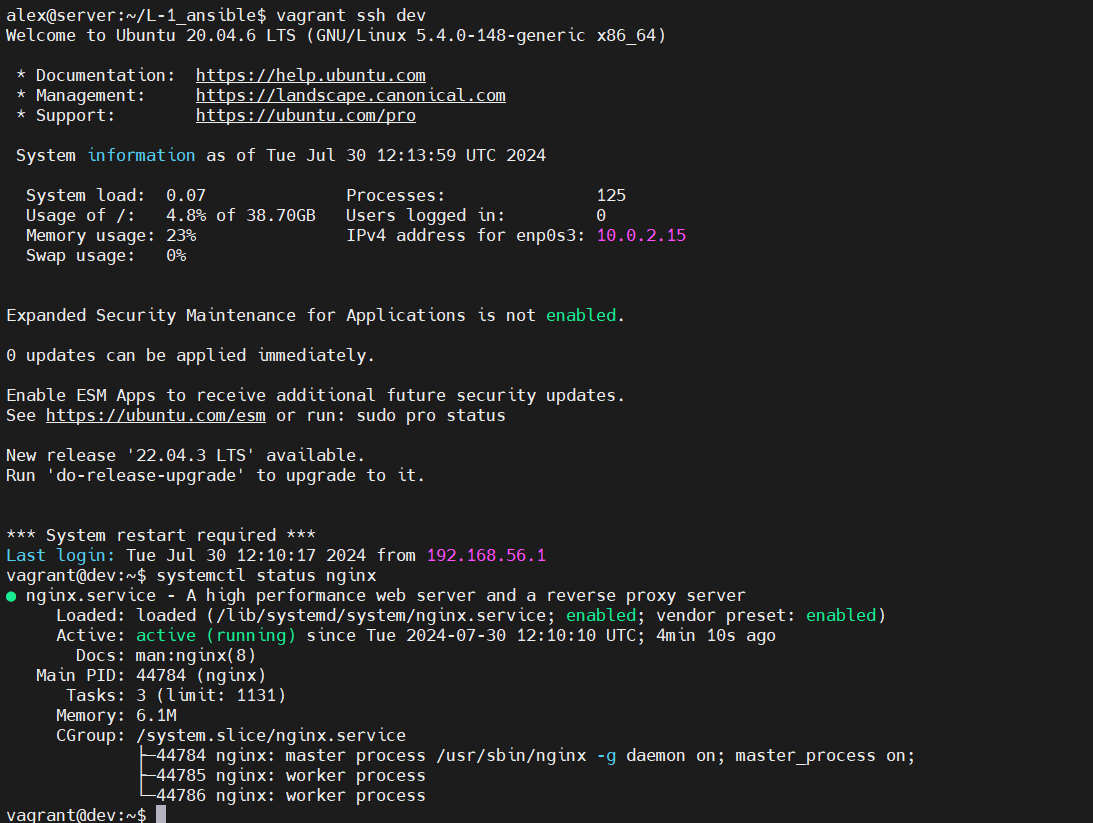 alex@server:~/L-1_ansible$ vagrant ssh dev
Welcome to Ubuntu 20.04.6 LTS (GNU/Linux 5.4.0-148-generic x86_64)

 * Documentation:  https://help.ubuntu.com
 * Management:     https://landscape.canonical.com
 * Support:        https://ubuntu.com/pro

 System information as of Tue Jul 30 12:13:59 UTC 2024

  System load:  0.07              Processes:               125
  Usage of /:   4.8% of 38.70GB   Users logged in:         0
  Memory usage: 23%               IPv4 address for enp0s3: 10.0.2.15
  Swap usage:   0%


Expanded Security Maintenance for Applications is not enabled.

0 updates can be applied immediately.

Enable ESM Apps to receive additional future security updates.
See https://ubuntu.com/esm or run: sudo pro status

New release '22.04.3 LTS' available.
Run 'do-release-upgrade' to upgrade to it.


*** System restart required ***
Last login: Tue Jul 30 12:10:17 2024 from 192.168.56.1
vagrant@dev:~$ systemctl status nginx
● nginx.service - A high performance web server and a reverse proxy server
     Loaded: loaded (/lib/systemd/system/nginx.service; enabled; vendor preset: enabled)
     Active: active (running) since Tue 2024-07-30 12:10:10 UTC; 4min 10s ago
       Docs: man:nginx(8)
   Main PID: 44784 (nginx)
      Tasks: 3 (limit: 1131)
     Memory: 6.1M
     CGroup: /system.slice/nginx.service
             ├─44784 nginx: master process /usr/sbin/nginx -g daemon on; master_process on;
             ├─44785 nginx: worker process
             └─44786 nginx: worker process
vagrant@dev:~$